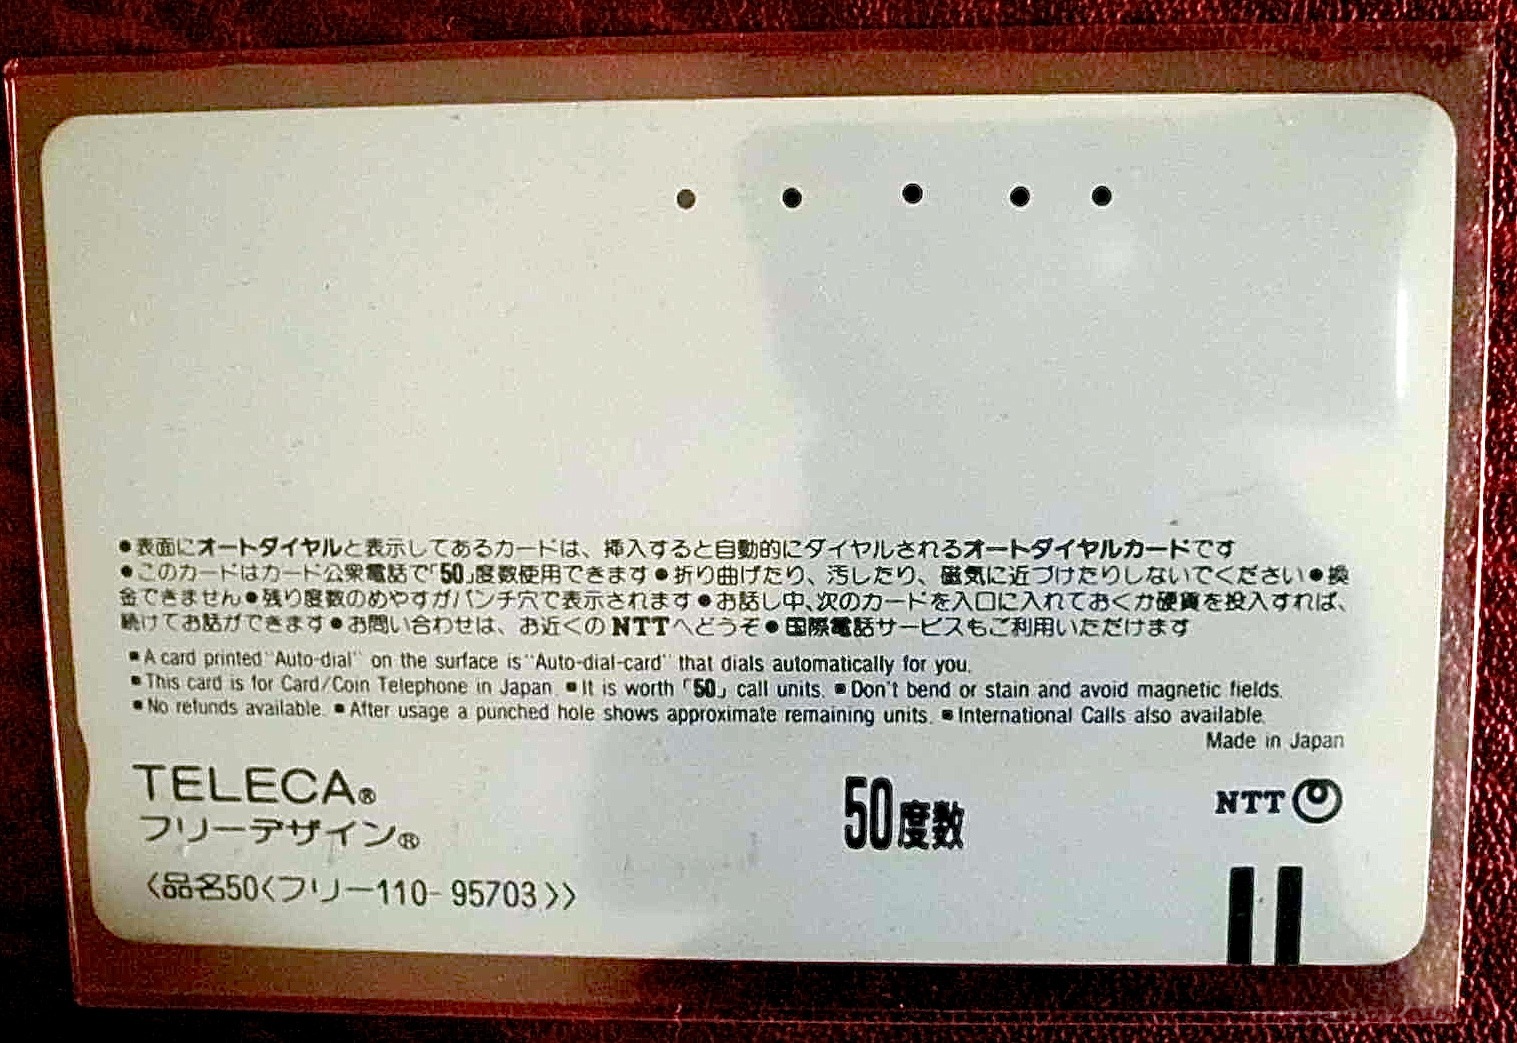 ●表面にオートダイヤルと表示してあるカードは、挿入すると自動的にダイヤルされるオートダイヤルカードです
●このカードはカード公衆電話で「50」度数使用できます●折り曲げたり、汚したり、磁気に近づけたりしないでください●換
金できません●残り度数のめやすがパンチ穴で表示されます●お話し中、次のカードを入口に入れておくか硬貨を投入すれば、
続けてお話ができます●お問い合わせは、お近くのNTTへどうぞ●国際電話サービスもご利用いただけます
■A card printed "Auto-dial" on the surface is "Auto-dial-card" that dials automatically for you.
■This card is for Card/Coin Telephone in Japan ■It is worth「50」call units. ■Don't bend or stain and avoid magnetic fields.
■No refunds available. ■After usage a punched hole shows approximate remaining units. ■International Calls also available.
Made in Japan
TELECA®
フリーデザイン®
50度数
NTT
〈品名50〈フリー110-95703〉〉